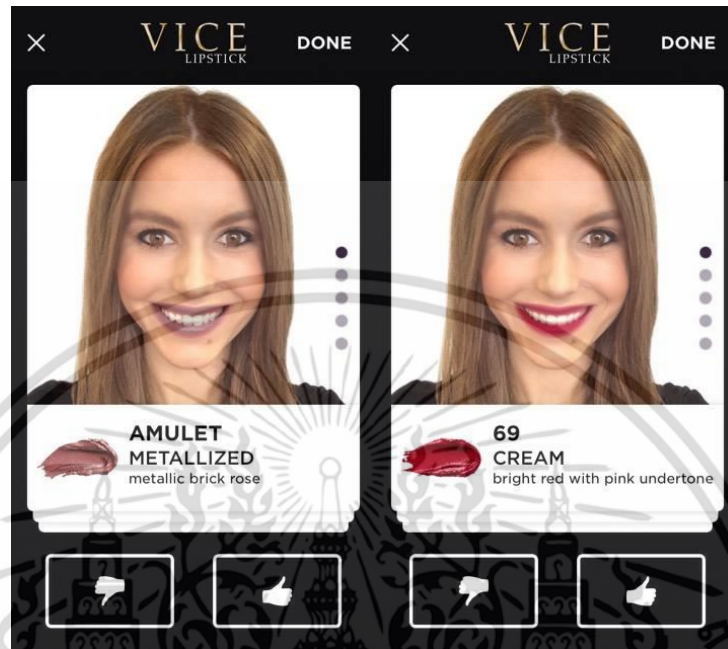 VICE
LIPSTICK
DONE
AMULET
METALLIZED
metallic brick rose
VICE
LIPSTICK
DONE
69
CREAM
bright red with pink undertone